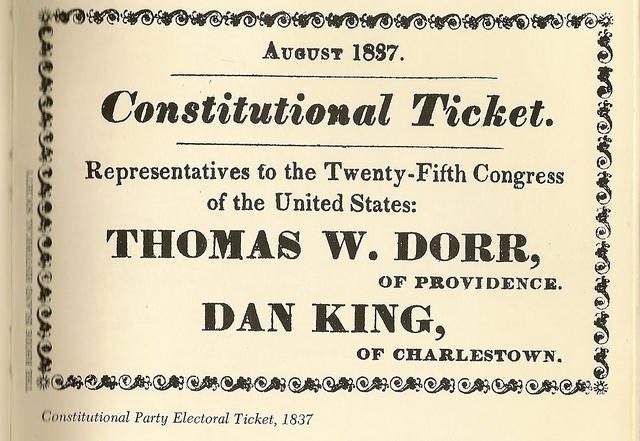 AUGUST 1837.
Constitutional Ticket.
Representatives to the Twenty-Fifth Congress
of the United States:
THOMAS W. DORR,
OF PROVIDENCE.
DAN KING,
OF CHARLESTOWN.
Constitutional Party Electoral Ticket, 1837